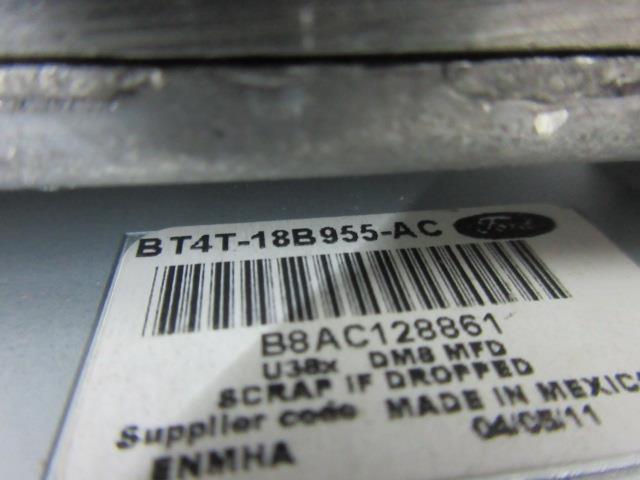 BT4T-18B955-AC Ford
B8AC128861
U38x DM8 MFD
SCRAP IF DROPPED
Supplier code MADE IN MEXICO
ENMHA 04/05/11